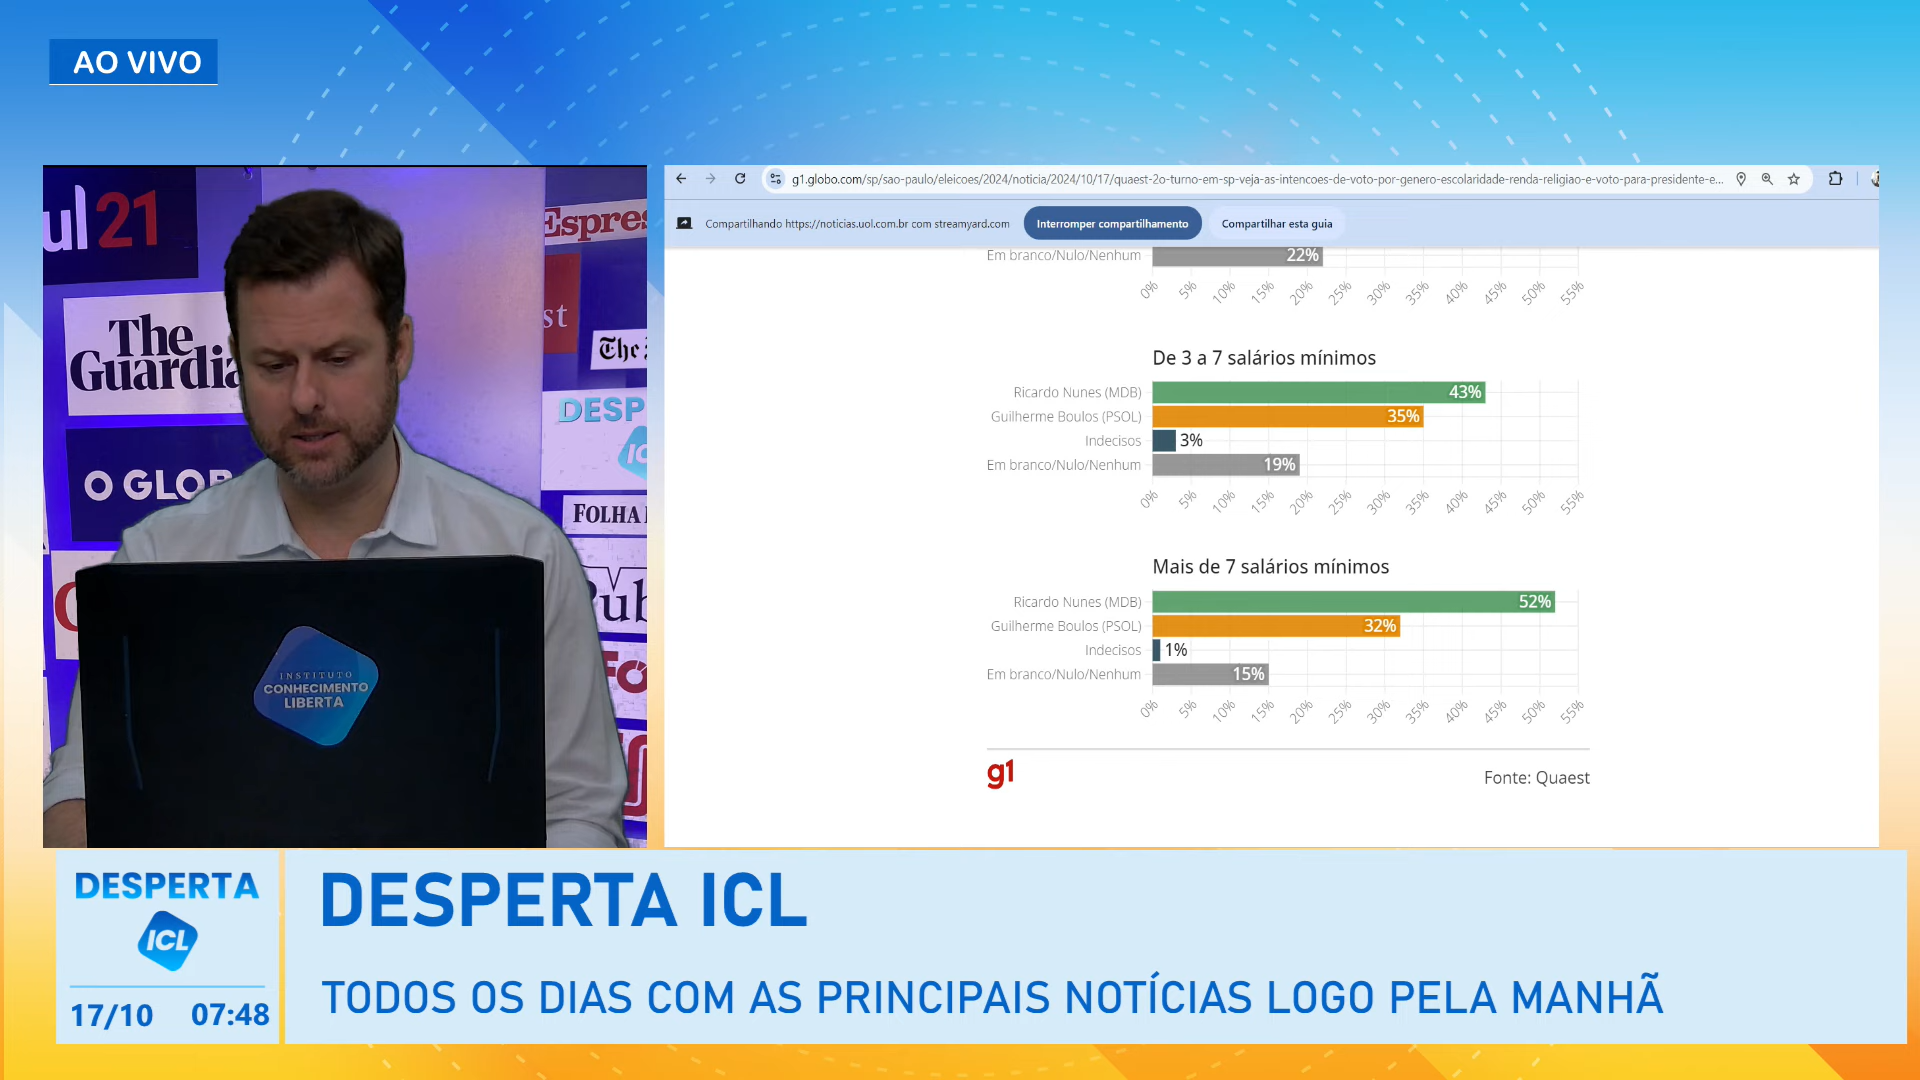 AO VIVO
ul 21
The
Guardia
O GLOB
Espres
st
The
DESP
IC
FOLHA
Pub
FO
INSTITUTO
CONHECIMENTO
LIBERTA
g1.globo.com/sp/sao-paulo/eleicoes/2024/noticia/2024/10/17/quaest-2o-turno-em-sp-veja-as-intencoes-de-voto-por-genero-escolaridade-renda-religiao-e-voto-para-presidente-e...
Compartilhando https://noticias.uol.com.br com streamyard.com
Interromper compartilhamento
Compartilhar esta guia
Em branco/Nulo/Nenhum 22%
0% 5% 10% 15% 20% 25% 30% 35% 40% 45% 50% 55%
De 3 a 7 salários mínimos
Ricardo Nunes (MDB) 43%
Guilherme Boulos (PSOL) 35%
Indecisos 3%
Em branco/Nulo/Nenhum 19%
0% 5% 10% 15% 20% 25% 30% 35% 40% 45% 50% 55%
Mais de 7 salários mínimos
Ricardo Nunes (MDB) 52%
Guilherme Boulos (PSOL) 32%
Indecisos 1%
Em branco/Nulo/Nenhum 15%
0% 5% 10% 15% 20% 25% 30% 35% 40% 45% 50% 55%
g1
Fonte: Quaest
DESPERTA
ICL
17/10 07:48
DESPERTA ICL
TODOS OS DIAS COM AS PRINCIPAIS NOTÍCIAS LOGO PELA MANHÃ